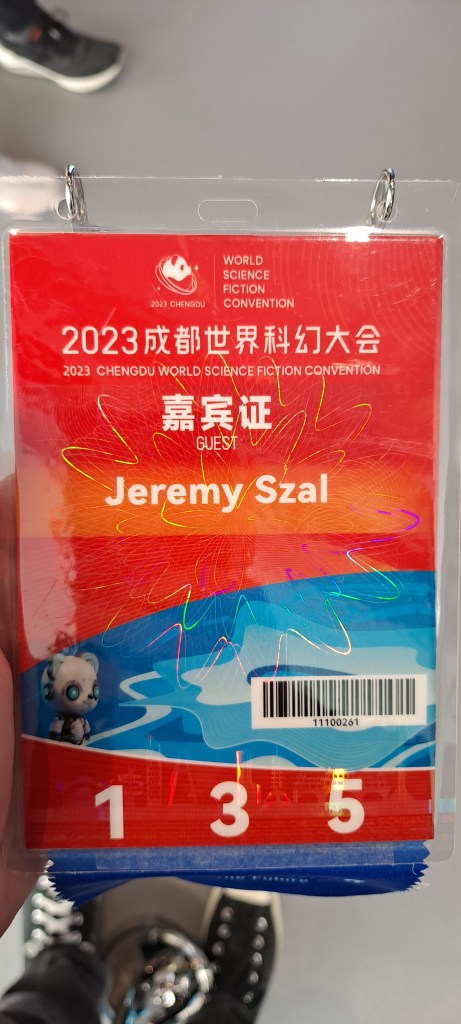 WORLD
SCIENCE
FICTION
CONVENTION
2023 CHENGDU
2023成都世界科幻大会
2023 CHENGDU WORLD SCIENCE FICTION CONVENTION
嘉宾证
GUEST
Jeremy Szal
11100261
1 3 5
Future